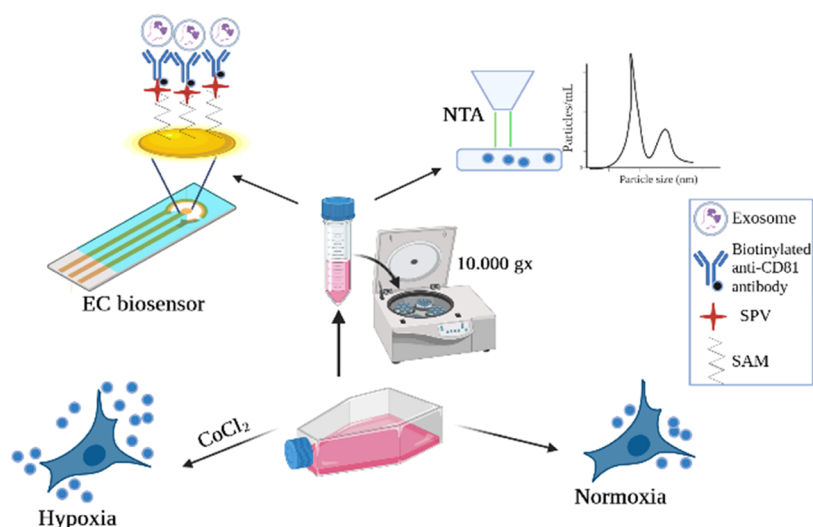 NTA
Particles/mL
Particle size (nm)
10.000 gx
EC biosensor
Exosome
Biotinylated
anti-CD81
antibody
SPV
SAM
CoCl₂
Hypoxia
Normoxia